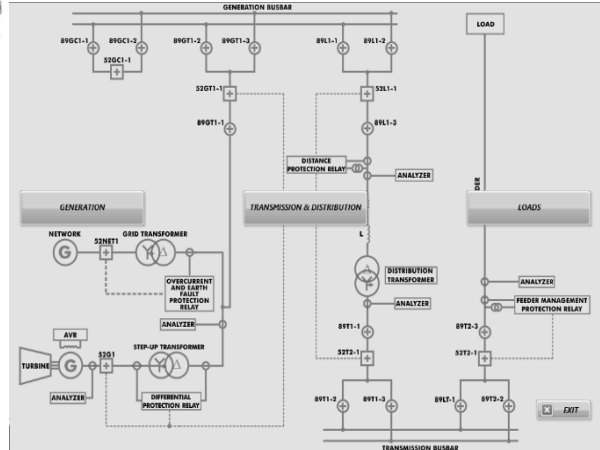 GENERATION BUSBAR
89GC1-1
89GC1-2
89GT1-2
89GT1-3
89L1-1
89L1-2
LOAD
52GC1-1
52GT1-1
52L1-1
89GT1-1
89L1-3
DISTANCE
PROTECTION RELAY
ANALYZER
DER
GENERATION
TRANSMISSION & DISTRIBUTION
LOADS
NETWORK
52NET1
GRID TRANSFORMER
L
G
Y
Δ
DISTRIBUTION
TRANSFORMER
ANALYZER
OVERCURRENT
AND EARTH
FAULT
PROTECTION
RELAY
ANALYZER
FEEDER MANAGEMENT
PROTECTION RELAY
ANALYZER
AVR
52G1
STEP-UP TRANSFORMER
89T1-1
89T2-3
TURBINE
G
Y
Δ
52T2-1
52T2-1
ANALYZER
DIFFERENTIAL
PROTECTION RELAY
89T1-2
89T1-3
89LT-1
89T2-2
EXIT
TRANSMISSION BUSBAR